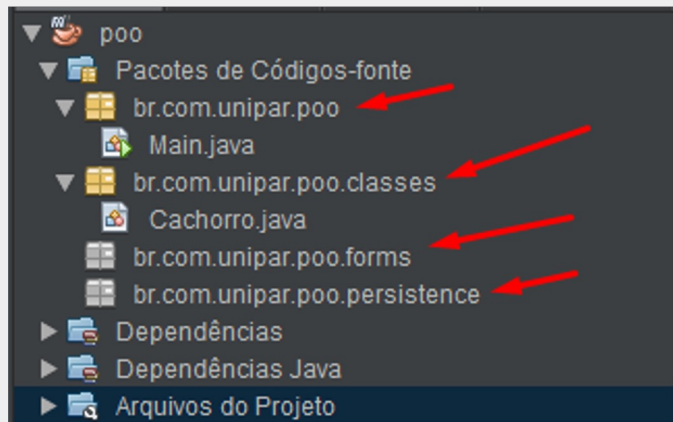 poo
Pacotes de Códigos-fonte
br.com.unipar.poo
Main.java
br.com.unipar.poo.classes
Cachorro.java
br.com.unipar.poo.forms
br.com.unipar.poo.persistence
Dependências
Dependências Java
Arquivos do Projeto